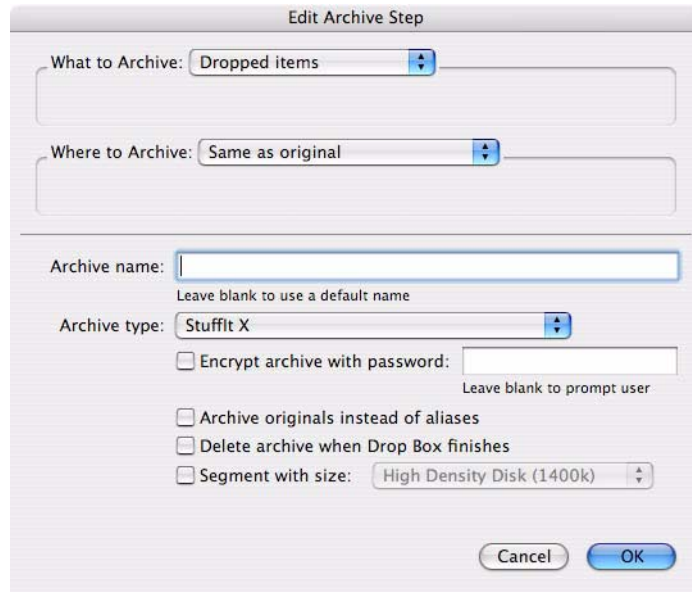 Edit Archive Step
What to Archive: Dropped items
Where to Archive: Same as original
Archive name:
Leave blank to use a default name
Archive type: StuffIt X
Encrypt archive with password:
Leave blank to prompt user
Archive originals instead of aliases
Delete archive when Drop Box finishes
Segment with size: High Density Disk (1400k)
Cancel OK